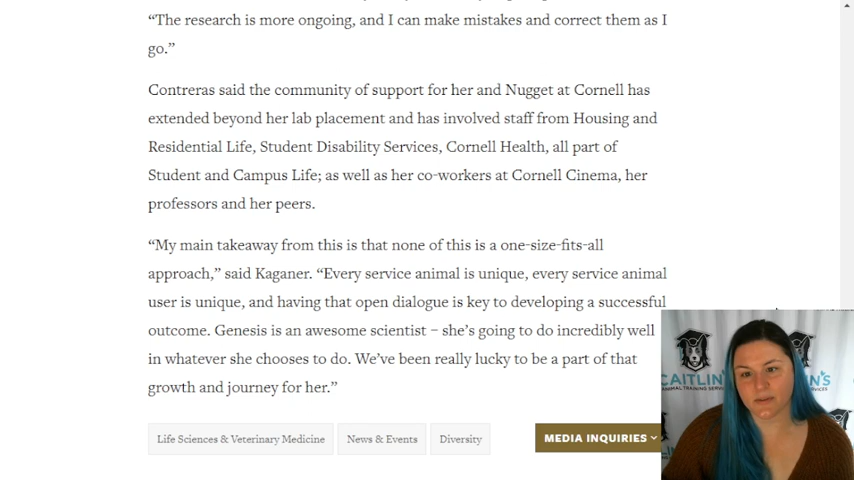 “The research is more ongoing, and I can make mistakes and correct them as I
go.”
Contreras said the community of support for her and Nugget at Cornell has
extended beyond her lab placement and has involved staff from Housing and
Residential Life, Student Disability Services, Cornell Health, all part of
Student and Campus Life; as well as her co-workers at Cornell Cinema, her
professors and her peers.
“My main takeaway from this is that none of this is a one-size-fits-all
approach,” said Kaganer. “Every service animal is unique, every service animal
user is unique, and having that open dialogue is key to developing a successful
outcome. Genesis is an awesome scientist – she’s going to do incredibly well
in whatever she chooses to do. We’ve been really lucky to be a part of that
growth and journey for her.”
Life Sciences & Veterinary Medicine
News & Events
Diversity
MEDIA INQUIRIES
CAITLIN'S